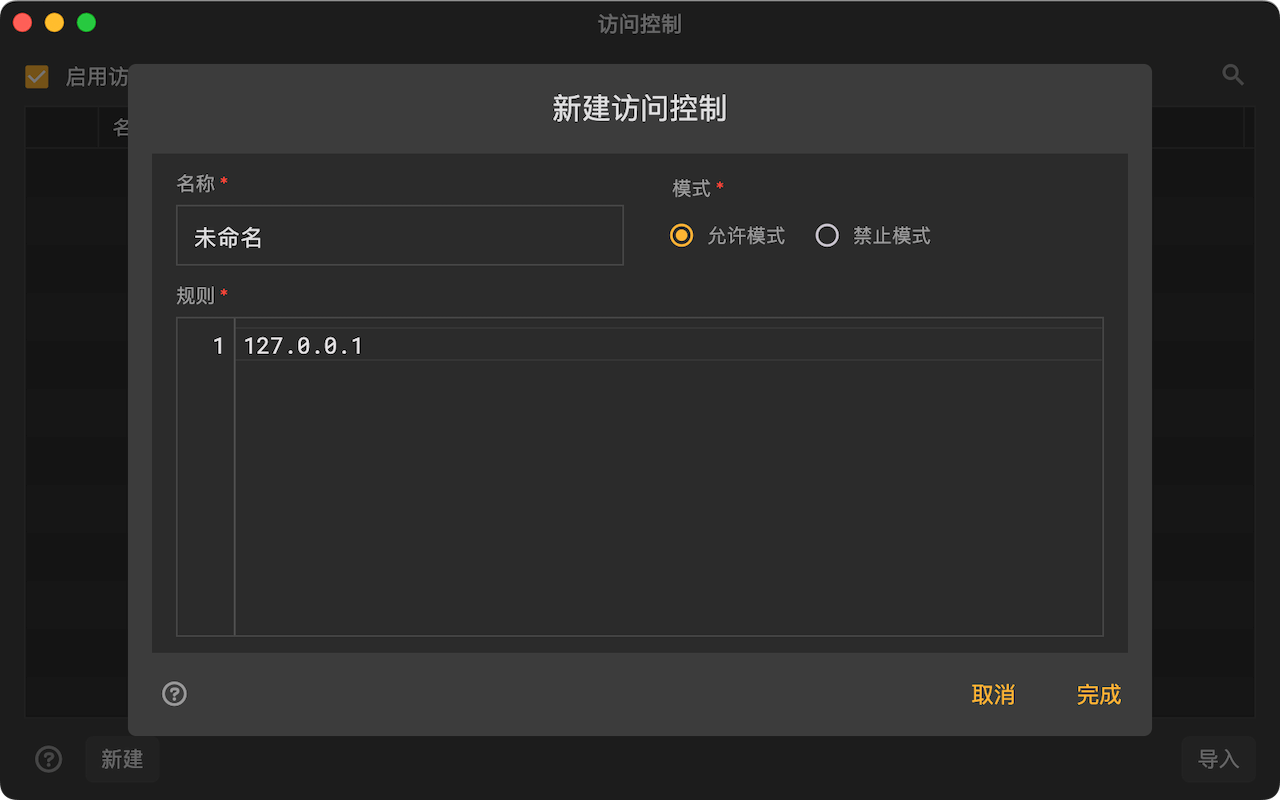 访问控制
启用访
名
新建访问控制
名称 *
模式 *
未命名
允许模式
禁止模式
规则 *
1 127.0.0.1
取消
完成
新建
导入